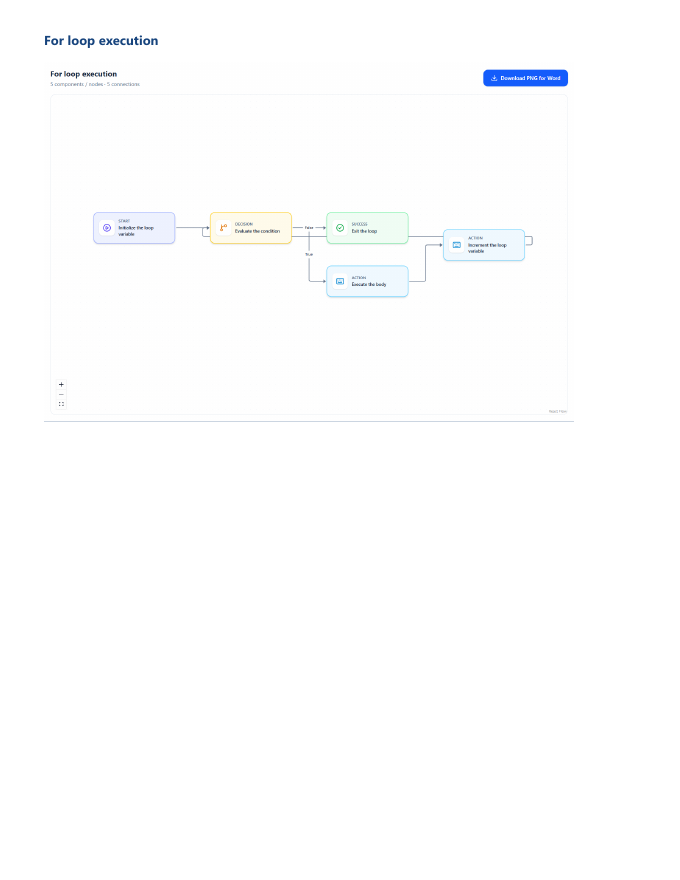 For loop execution
For loop execution
Download PNG for Word
5 components / nodes · 5 connections
START
Initialize the loop
variable
DECISION
Evaluate the condition
False
SUCCESS
Exit the loop
ACTION
Increment the loop
variable
True
ACTION
Execute the body
React Flow